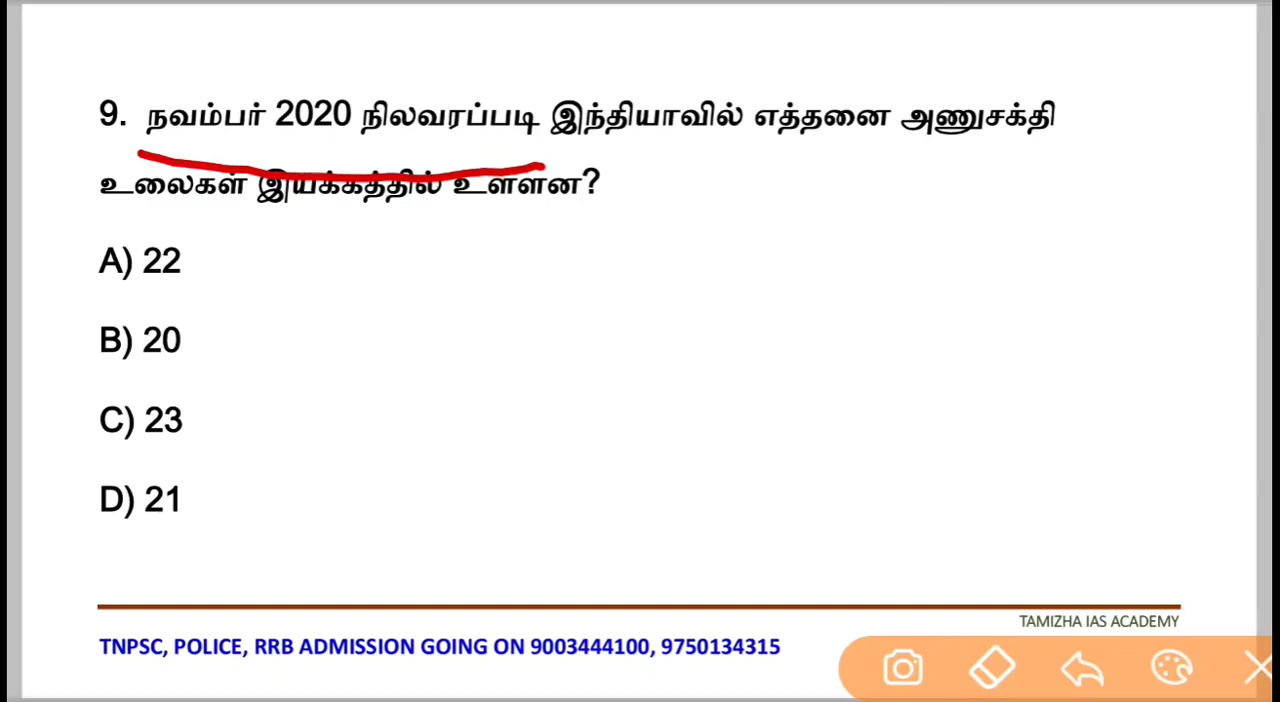 9. நவம்பர் 2020 நிலவரப்படி இந்தியாவில் எத்தனை அணுசக்தி
உலைகள் இயக்கத்தில் உள்ளன?
A) 22
B) 20
C) 23
D) 21
TAMIZHA IAS ACADEMY
TNPSC, POLICE, RRB ADMISSION GOING ON 9003444100, 9750134315